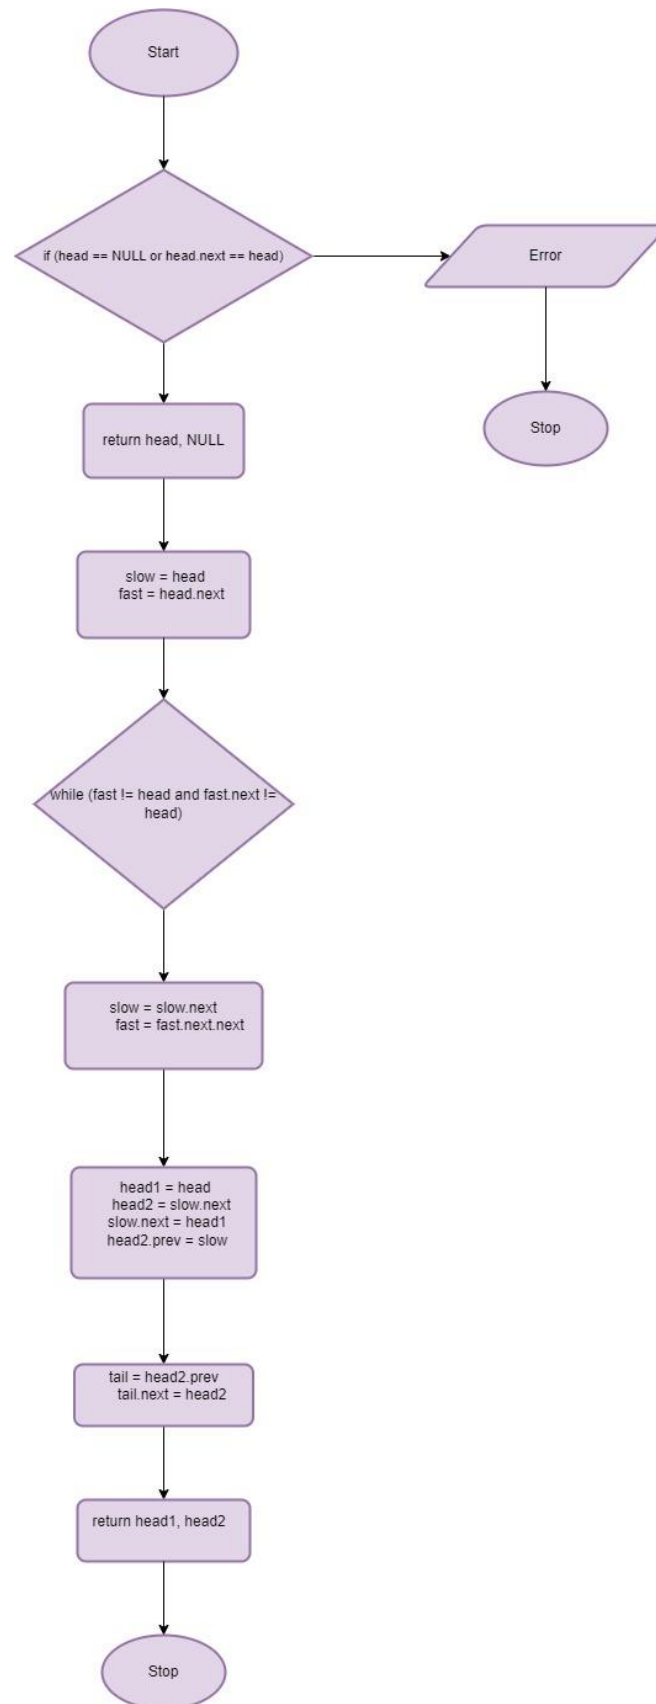 Start
if (head == NULL or head.next == head)
Error
Stop
return head, NULL
slow = head
fast = head.next
while (fast != head and fast.next !=
head)
slow = slow.next
fast = fast.next.next
head1 = head
head2 = slow.next
slow.next = head1
head2.prev = slow
tail = head2.prev
tail.next = head2
return head1, head2
Stop